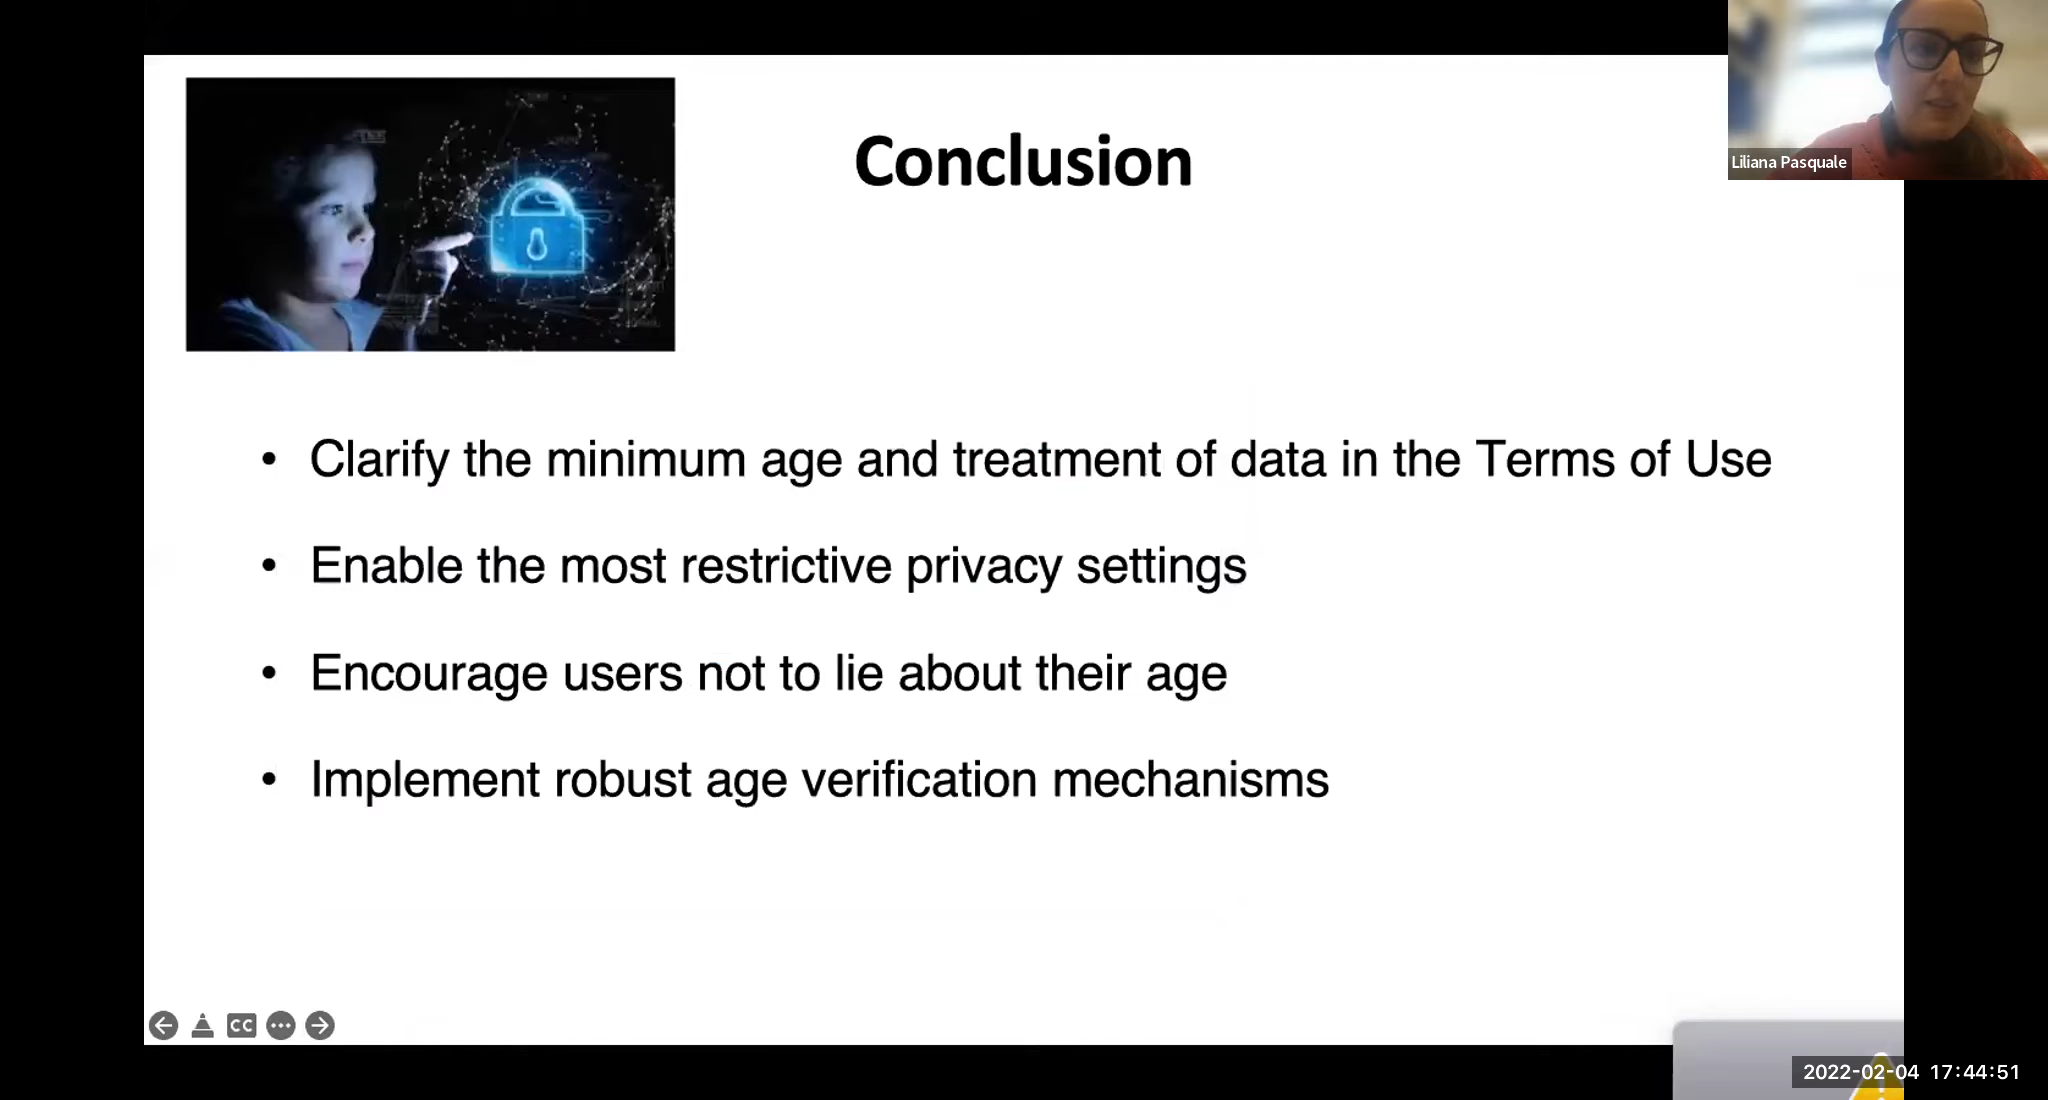 Conclusion
Liliana Pasquale
• Clarify the minimum age and treatment of data in the Terms of Use
• Enable the most restrictive privacy settings
• Encourage users not to lie about their age
• Implement robust age verification mechanisms
CC
2022-02-04 17:44:51